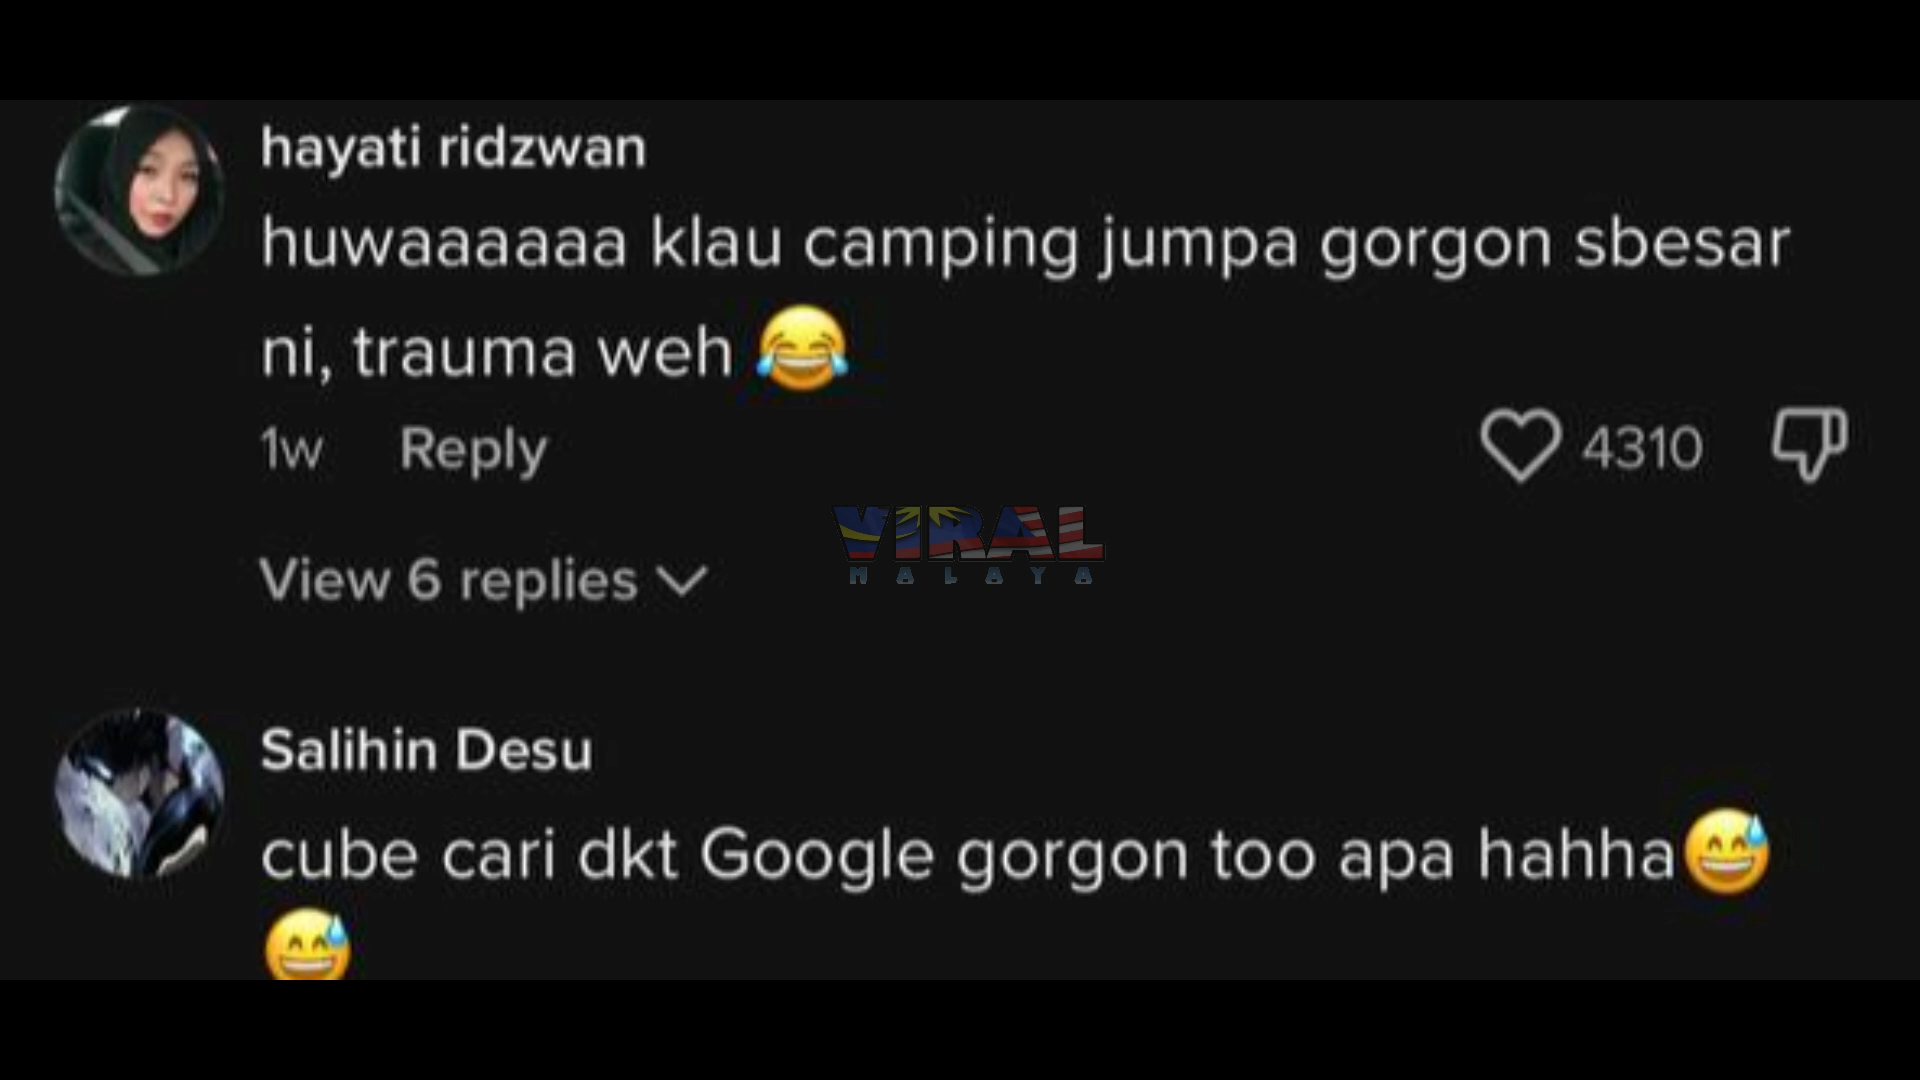 hayati ridzwan
huwaaaaaa klau camping jumpa gorgon sbesar
ni, trauma weh 😂
1w Reply 4310
VIRAL
MALAYA
View 6 replies
Salihin Desu
cube cari dkt Google gorgon too apa hahha😅
😅